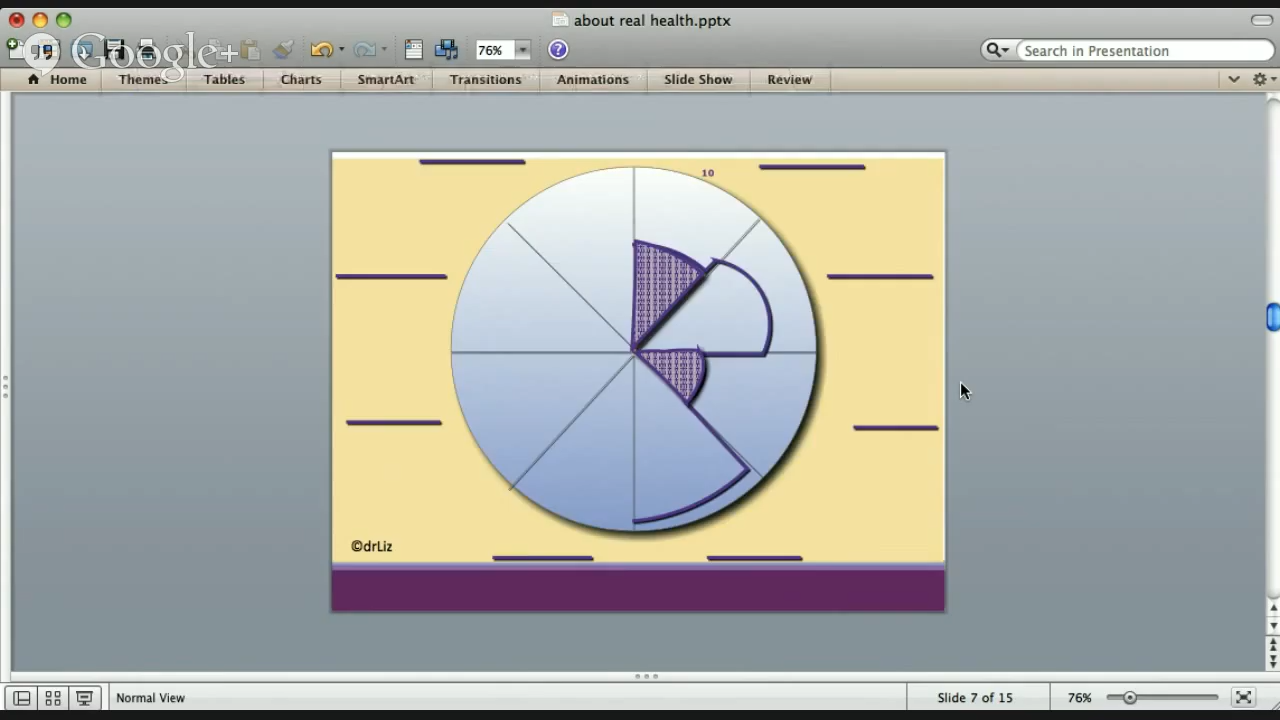 about real health.pptx
Google+
76%
Search in Presentation
Home Themes Tables Charts SmartArt Transitions Animations Slide Show Review
10
©drLiz
Normal View
Slide 7 of 15
76%